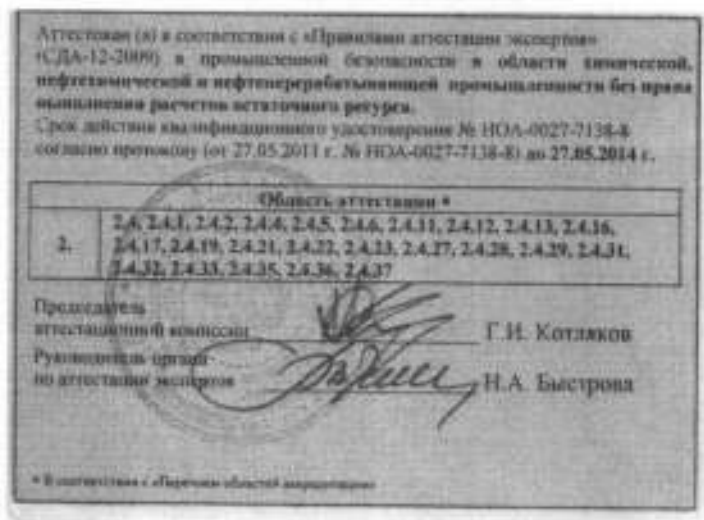 Аттестован (а) в соответствии с «Правилами аттестации экспертов»
(СДА-12-2009) в промышленной безопасности в области химической,
нефтехимической и нефтеперерабатывающей промышленности без права
выполнения расчетов остаточного ресурса.
Срок действия квалификационного удостоверения № НОА-0027-7138-8
согласно протоколу (от 27.05.2011 г. № НОА-0027-7138-8) до 27.05.2014 г.
Область аттестации *
2.
2.4, 2.4.1, 2.4.2, 2.4.4, 2.4.5, 2.4.6, 2.4.11, 2.4.12, 2.4.13, 2.4.16,
2.4.17, 2.4.19, 2.4.21, 2.4.22, 2.4.23, 2.4.27, 2.4.28, 2.4.29, 2.4.31,
2.4.32, 2.4.33, 2.4.35, 2.4.36, 2.4.37
Председатель
аттестационной комиссии
Г.И. Котляков
Руководитель органа
по аттестации экспертов
Н.А. Быстрова
* В соответствии с «Перечнем областей аккредитации»